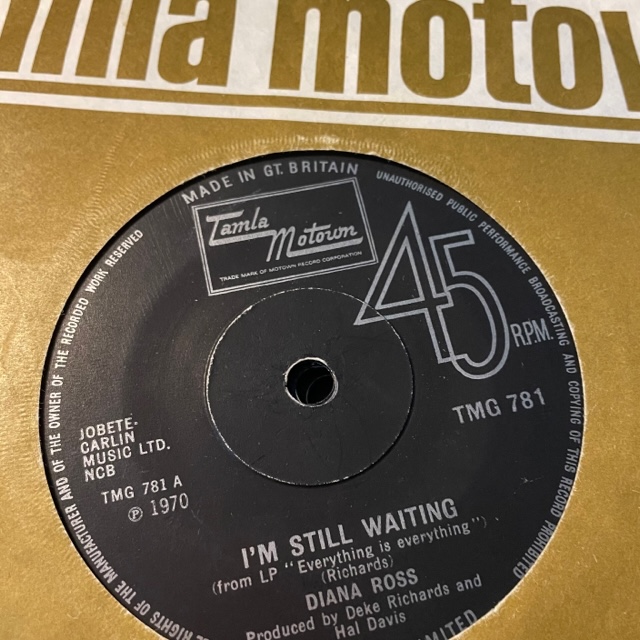 mla motow
MADE IN GT. BRITAIN
UNAUTHORISED PUBLIC PERFORMANCE BROADCASTING AND COPYING OF THIS RECORD PROHIBITED
Tamla
Motown
TRADE MARK OF MOTOWN RECORD CORPORATION
45
R.P.M.
TMG 781
ALL RIGHTS OF THE MANUFACTURER AND OF THE OWNER OF THE RECORDED WORK RESERVED
JOBETE-
CARLIN
MUSIC LTD.
NCB
TMG 781 A
℗ 1970
I'M STILL WAITING
(from LP "Everything is everything")
(Richards)
DIANA ROSS
Produced by Deke Richards and
Hal Davis
LIMITED